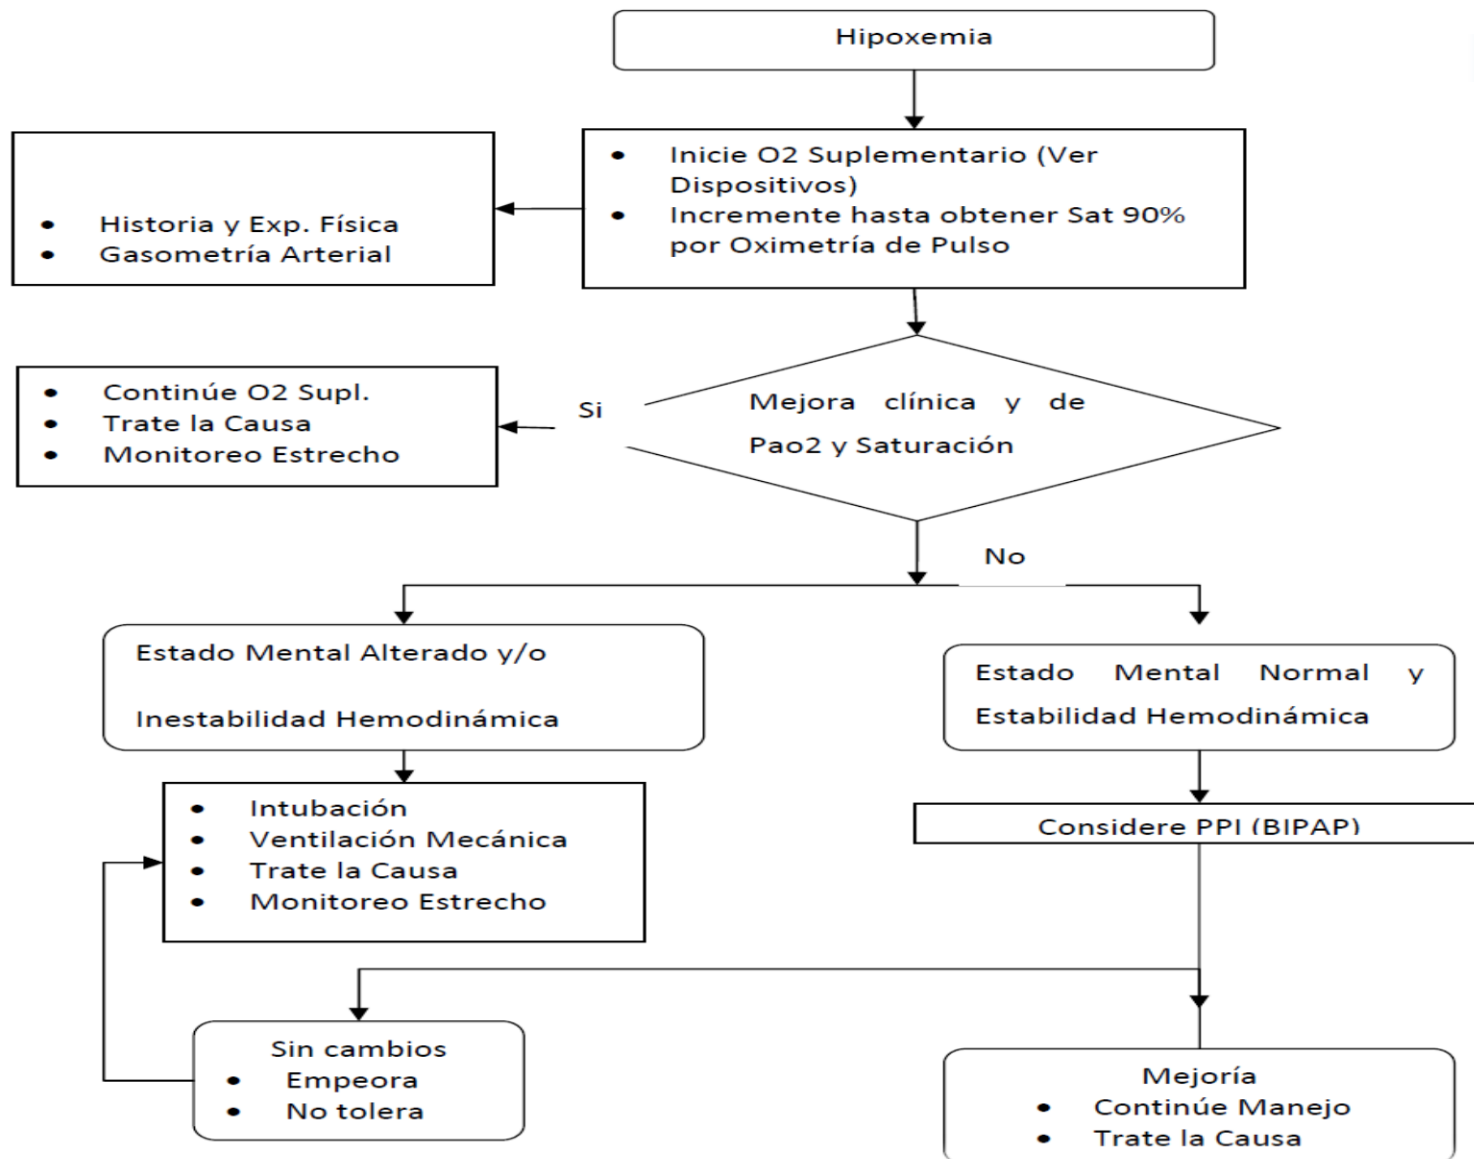 Hipoxemia
• Inicie O2 Suplementario (Ver
Dispositivos)
• Incremente hasta obtener Sat 90%
por Oximetría de Pulso
• Historia y Exp. Física
• Gasometría Arterial
Mejora clínica y de
Pao2 y Saturación
Si
• Continúe O2 Supl.
• Trate la Causa
• Monitoreo Estrecho
No
Estado Mental Alterado y/o
Inestabilidad Hemodinámica
Estado Mental Normal y
Estabilidad Hemodinámica
• Intubación
• Ventilación Mecánica
• Trate la Causa
• Monitoreo Estrecho
Considere PPI (BIPAP)
Sin cambios
• Empeora
• No tolera
Mejoría
• Continúe Manejo
• Trate la Causa